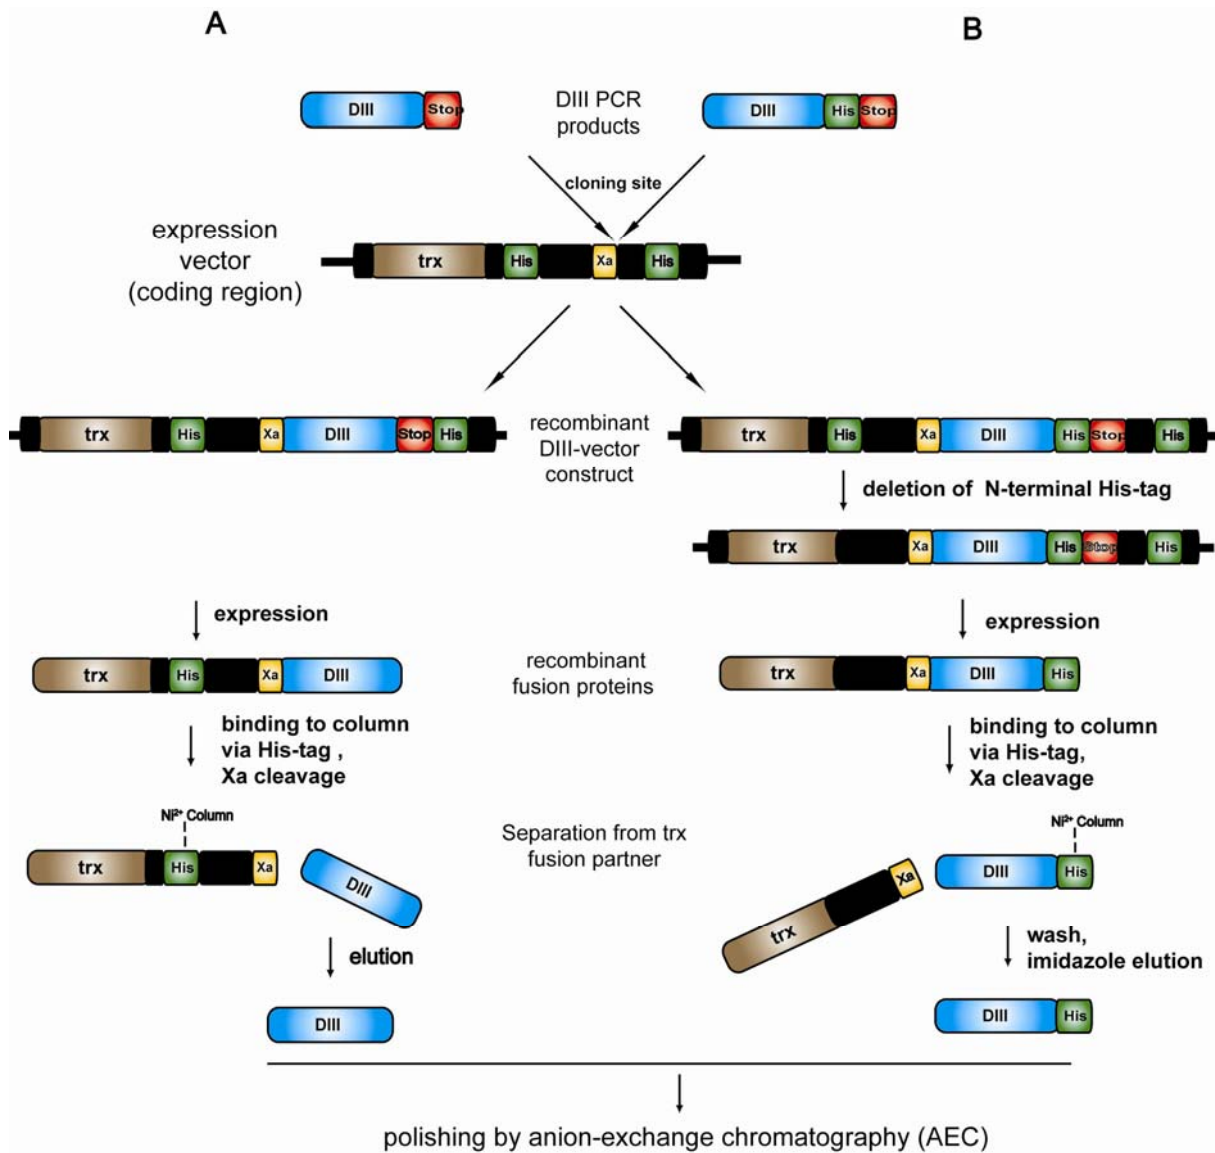 A
B
DIII
Stop
DIII PCR
products
DIII
His
Stop
cloning site
expression
vector
(coding region)
trx
His
Xa
His
trx
His
Xa
DIII
Stop
His
recombinant
DIII-vector
construct
trx
His
Xa
DIII
His
Stop
His
deletion of N-terminal His-tag
trx
Xa
DIII
His
Stop
His
expression
expression
trx
His
Xa
DIII
recombinant
fusion proteins
trx
Xa
DIII
His
binding to column
via His-tag ,
Xa cleavage
binding to column
via His-tag,
Xa cleavage
Ni²⁺ Column
trx
His
Xa
DIII
Separation from trx
fusion partner
Ni²⁺ Column
trx
Xa
DIII
His
elution
wash,
imidazole elution
DIII
DIII
His
polishing by anion-exchange chromatography (AEC)